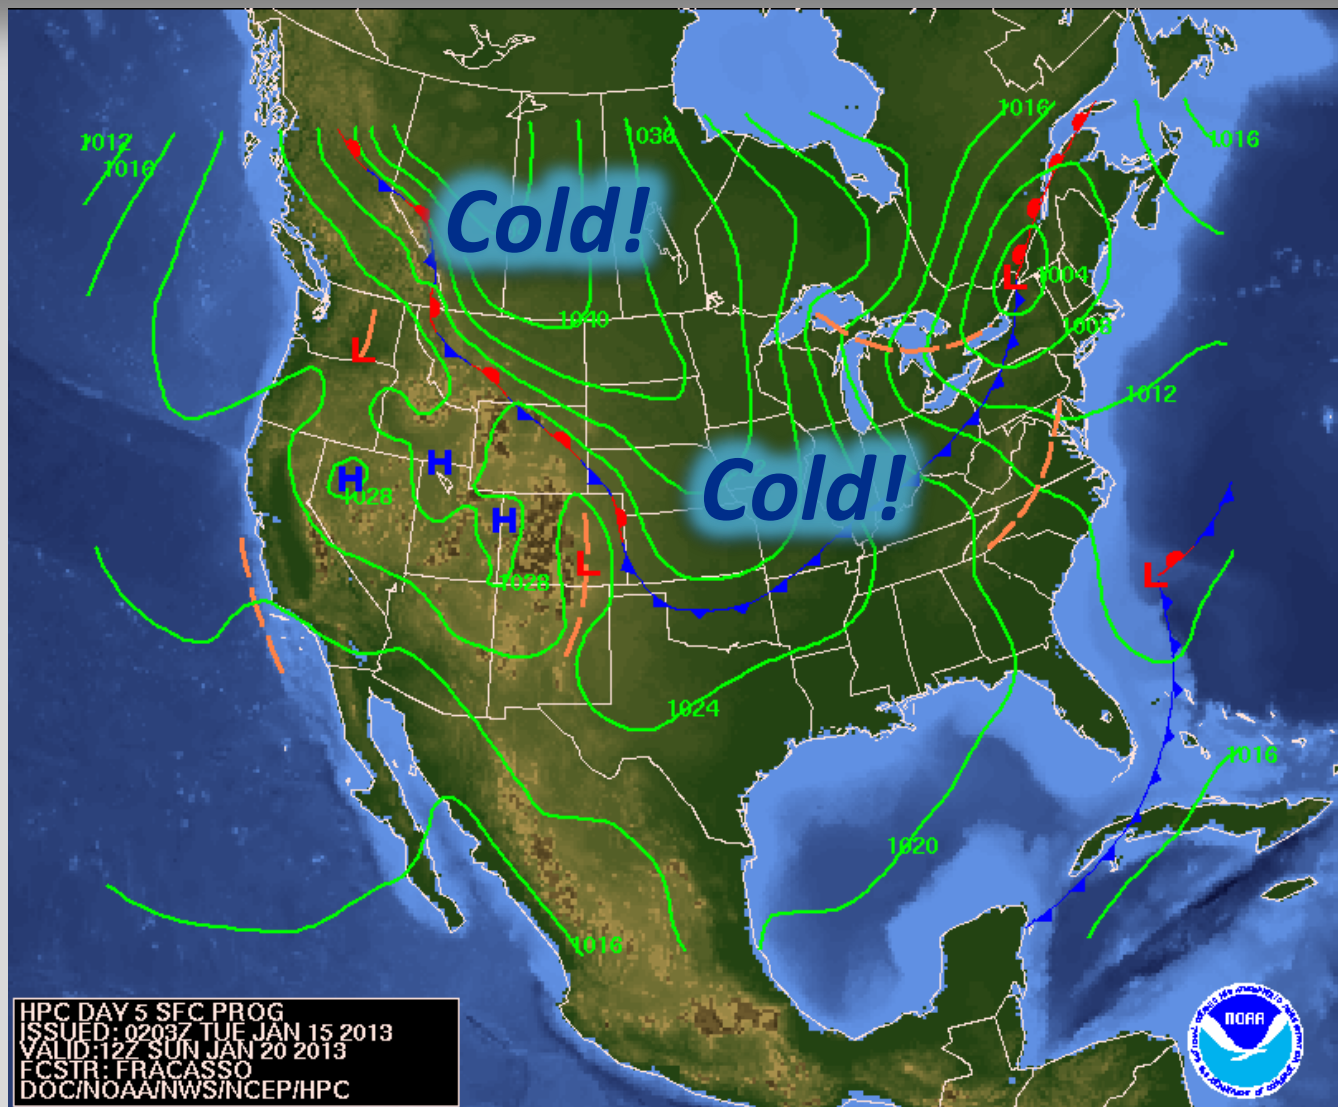 1012
1016
1036
1016
1016
Cold!
1004
1040
1008
L
L
1012
H
H
1028
Cold!
H
L
1028
L
1024
1016
1020
1016
HPC DAY 5 SFC PROG
ISSUED: 0203Z TUE JAN 15 2013
VALID:12Z SUN JAN 20 2013
FCSTR: FRACASSO
DOC/NOAA/NWS/NCEP/HPC
NOAA